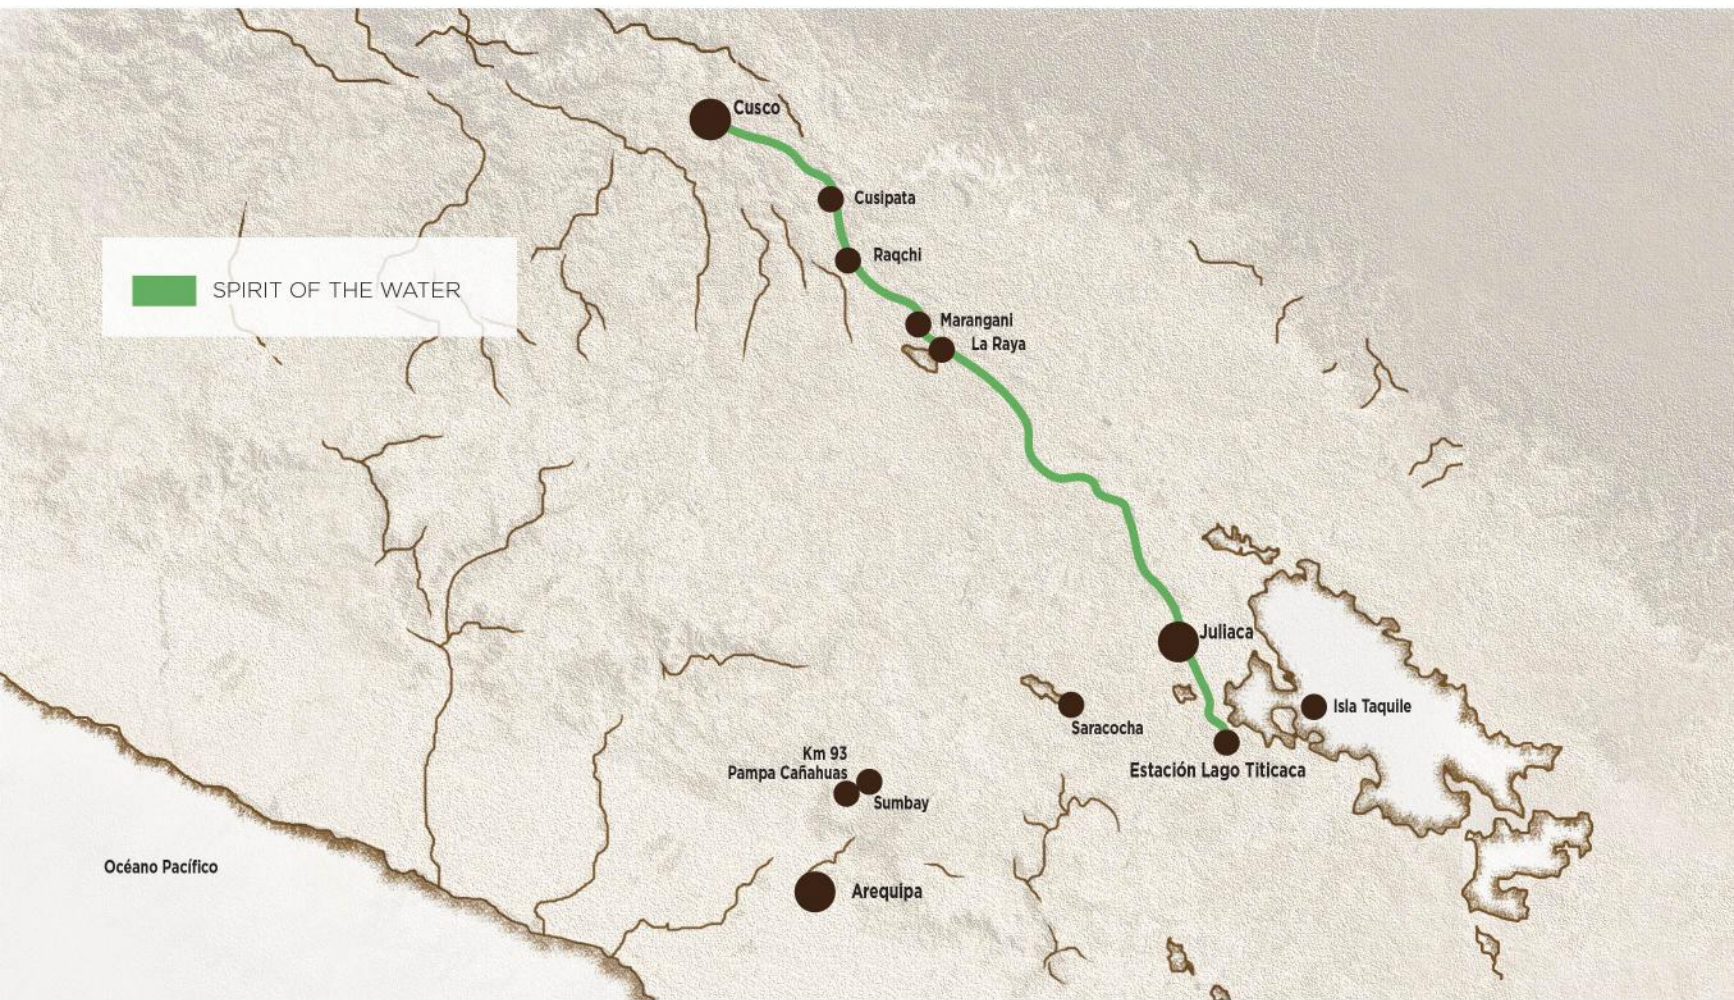 Cusco
Cusipata
Raqchi
SPIRIT OF THE WATER
Marangani
La Raya
Juliaca
Isla Taquile
Saracocha
Km 93
Pampa Cañahuas
Estación Lago Titicaca
Sumbay
Océano Pacífico
Arequipa